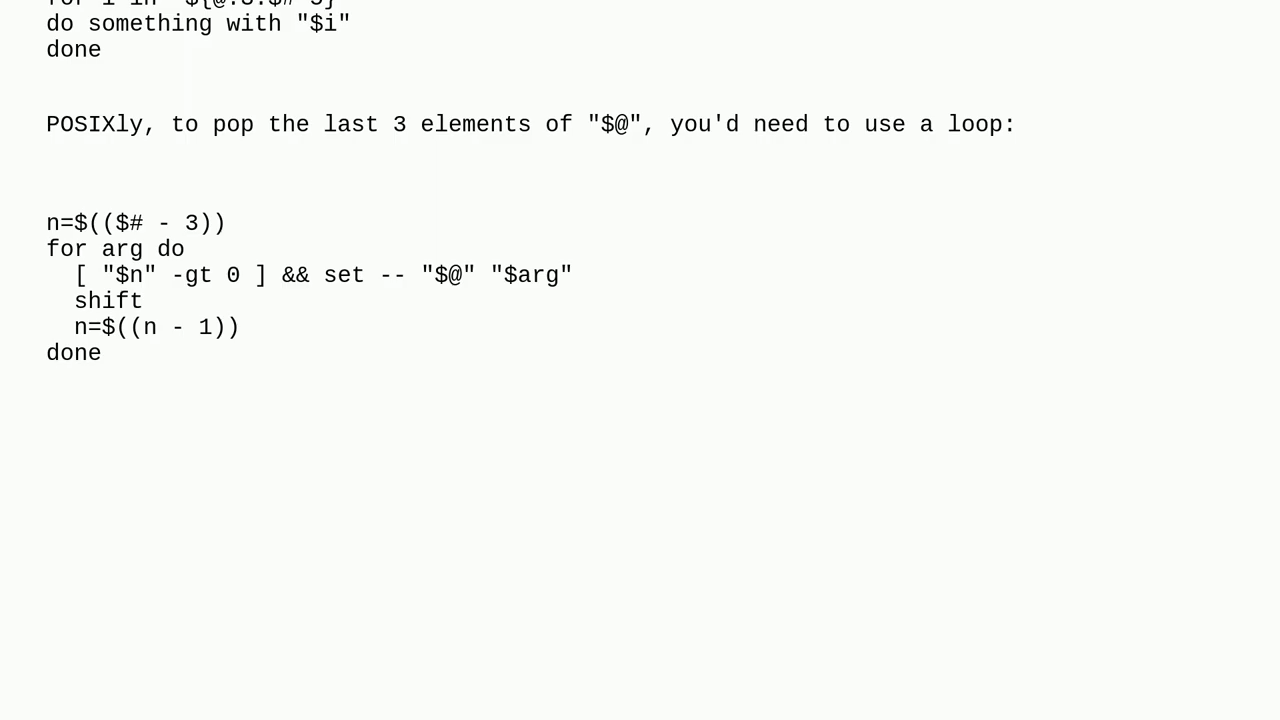 do something with "$i"
done
POSIXly, to pop the last 3 elements of "$@", you'd need to use a loop:
n=$(($# - 3))
for arg do
  [ "$n" -gt 0 ] && set -- "$@" "$arg"
  shift
  n=$((n - 1))
done